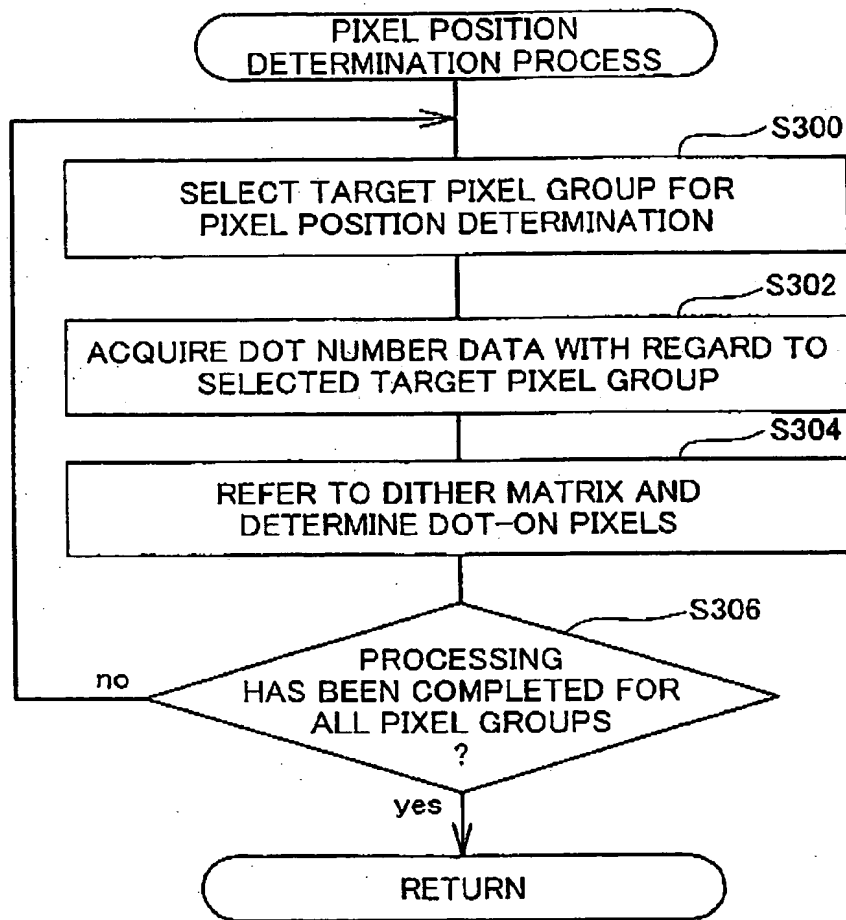 PIXEL POSITION
DETERMINATION PROCESS
S300
SELECT TARGET PIXEL GROUP FOR
PIXEL POSITION DETERMINATION
S302
ACQUIRE DOT NUMBER DATA WITH REGARD TO
SELECTED TARGET PIXEL GROUP
S304
REFER TO DITHER MATRIX AND
DETERMINE DOT-ON PIXELS
S306
PROCESSING
HAS BEEN COMPLETED FOR
ALL PIXEL GROUPS
?
no
yes
RETURN